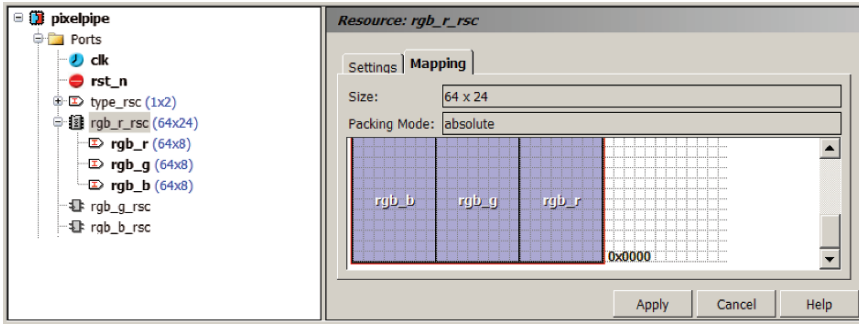 pixelpipe
Ports
clk
rst_n
type_rsc (1x2)
rgb_r_rsc (64x24)
rgb_r (64x8)
rgb_g (64x8)
rgb_b (64x8)
rgb_g_rsc
rgb_b_rsc
Resource: rgb_r_rsc
Settings Mapping
Size: 64 x 24
Packing Mode: absolute
rgb_b rgb_g rgb_r
0x0000
Apply Cancel Help